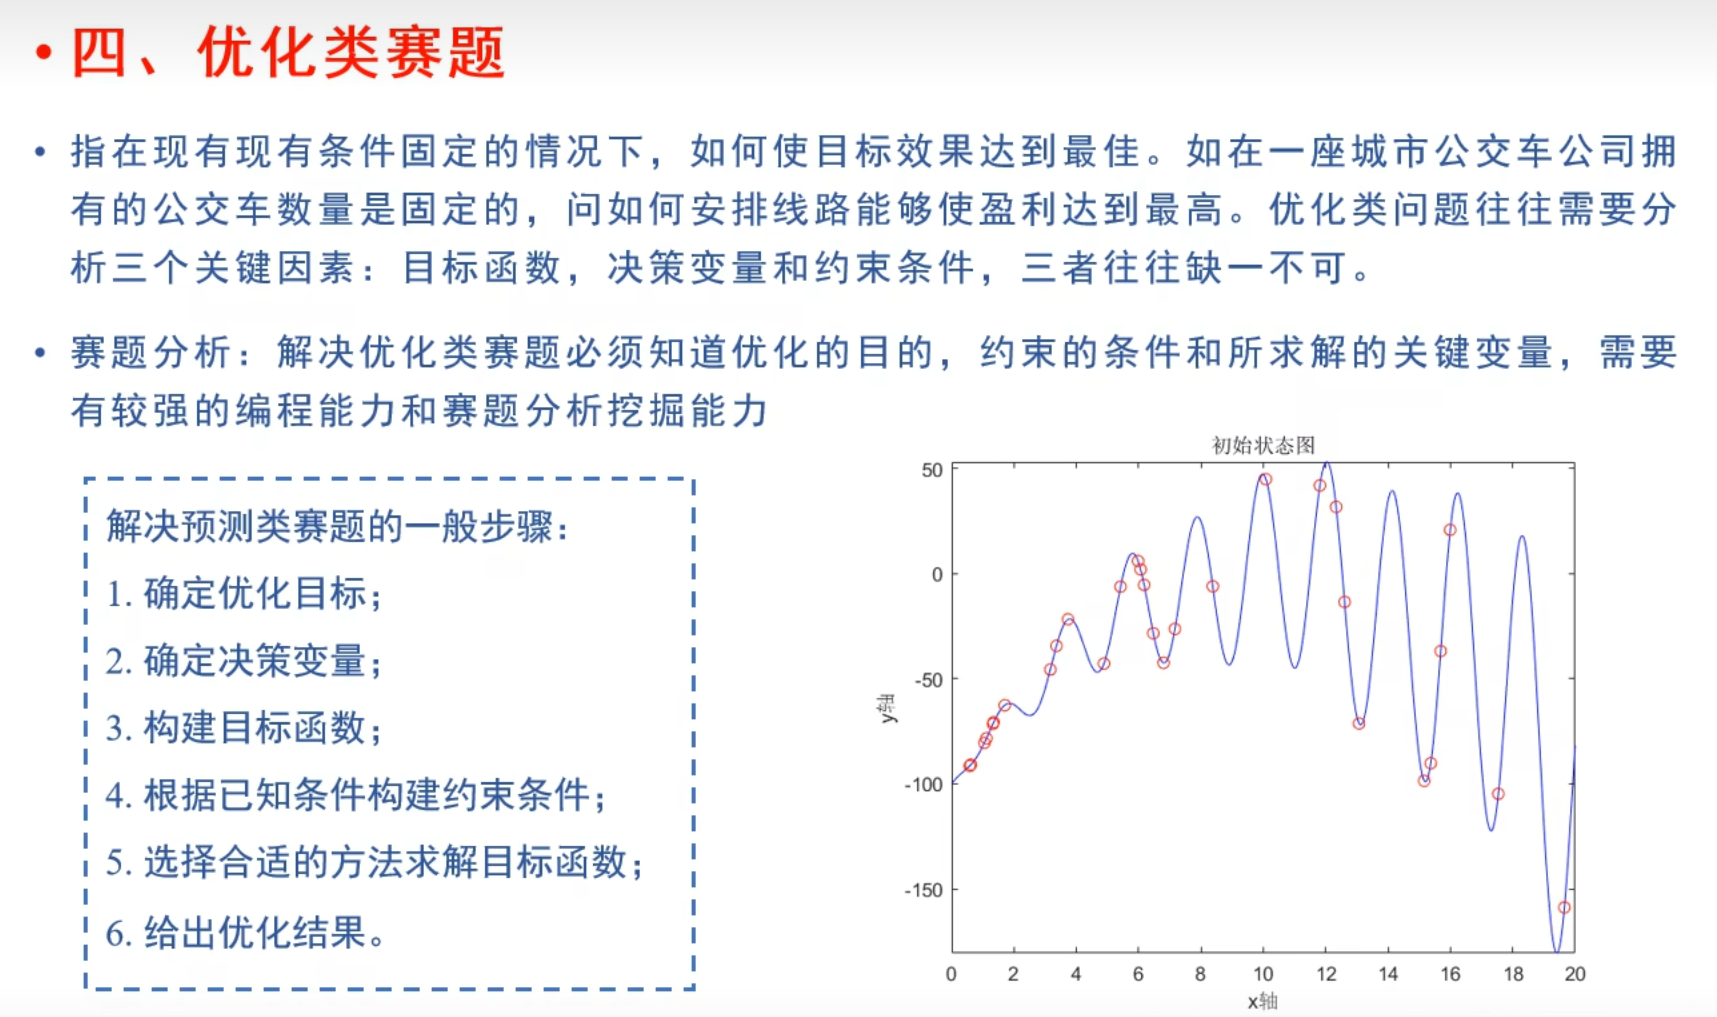 • 四、优化类赛题
• 指在现有现有条件固定的情况下，如何使目标效果达到最佳。如在一座城市公交车公司拥
有的公交车数量是固定的，问如何安排线路能够使盈利达到最高。优化类问题往往需要分
析三个关键因素：目标函数，决策变量和约束条件，三者往往缺一不可。
• 赛题分析：解决优化类赛题必须知道优化的目的，约束的条件和所求解的关键变量，需要
有较强的编程能力和赛题分析挖掘能力
解决预测类赛题的一般步骤：
1. 确定优化目标；
2. 确定决策变量；
3. 构建目标函数；
4. 根据已知条件构建约束条件；
5. 选择合适的方法求解目标函数；
6. 给出优化结果。
初始状态图
50
0
-50
-100
-150
y轴
0 2 4 6 8 10 12 14 16 18 20
x轴